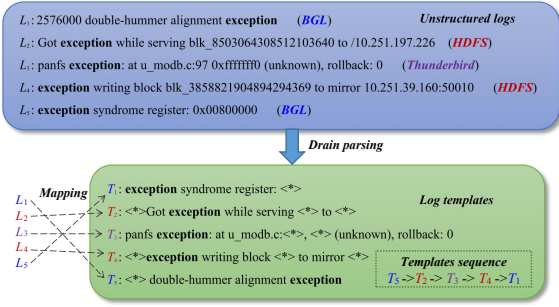 Unstructured logs
L₁: 2576000 double-hummer alignment exception (BGL)
L₂: Got exception while serving blk_8503064308512103640 to /10.251.197.226 (HDFS)
L₃: panfs exception: at u_modb.c:97 0xfffffff0 (unknown), rollback: 0 (Thunderbird)
L₄: exception writing block blk_3858821904894294369 to mirror 10.251.39.160:50010 (HDFS)
L₅: exception syndrome register: 0x00800000 (BGL)
Drain parsing
Mapping
Log templates
L₁
L₂
L₃
L₄
L₅
T₁: exception syndrome register: <*>
T₂: <*>Got exception while serving <*> to <*>
T₃: panfs exception: at u_modb.c:<*>, <*> (unknown), rollback: 0
T₄: <*>exception writing block <*> to mirror <*>
T₅: <*> double-hummer alignment exception
Templates sequence
T₅ ->T₂ -> T₃ -> T₄ ->T₁